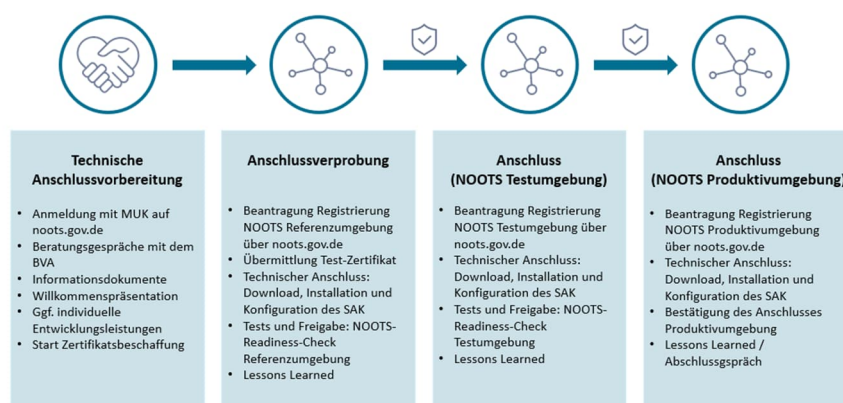 Technische
Anschlussvorbereitung
• Anmeldung mit MUK auf
noots.gov.de
• Beratungsgespräche mit dem
BVA
• Informationsdokumente
• Willkommenspräsentation
• Ggf. individuelle
Entwicklungsleistungen
• Start Zertifikatsbeschaffung
Anschlussverprobung
• Beantragung Registrierung
NOOTS Referenzumgebung
über noots.gov.de
• Übermittlung Test-Zertifikat
• Technischer Anschluss:
Download, Installation und
Konfiguration des SAK
• Tests und Freigabe: NOOTS-
Readiness-Check
Referenzumgebung
• Lessons Learned
Anschluss
(NOOTS Testumgebung)
• Beantragung Registrierung
NOOTS Testumgebung über
noots.gov.de
• Technischer Anschluss:
Download, Installation und
Konfiguration des SAK
• Tests und Freigabe: NOOTS-
Readiness-Check
Testumgebung
• Lessons Learned
Anschluss
(NOOTS Produktivumgebung)
• Beantragung Registrierung
NOOTS Produktivumgebung
über noots.gov.de
• Technischer Anschluss:
Download, Installation und
Konfiguration des SAK
• Bestätigung des Anschlusses
Produktivumgebung
• Lessons Learned /
Abschlussgespräch